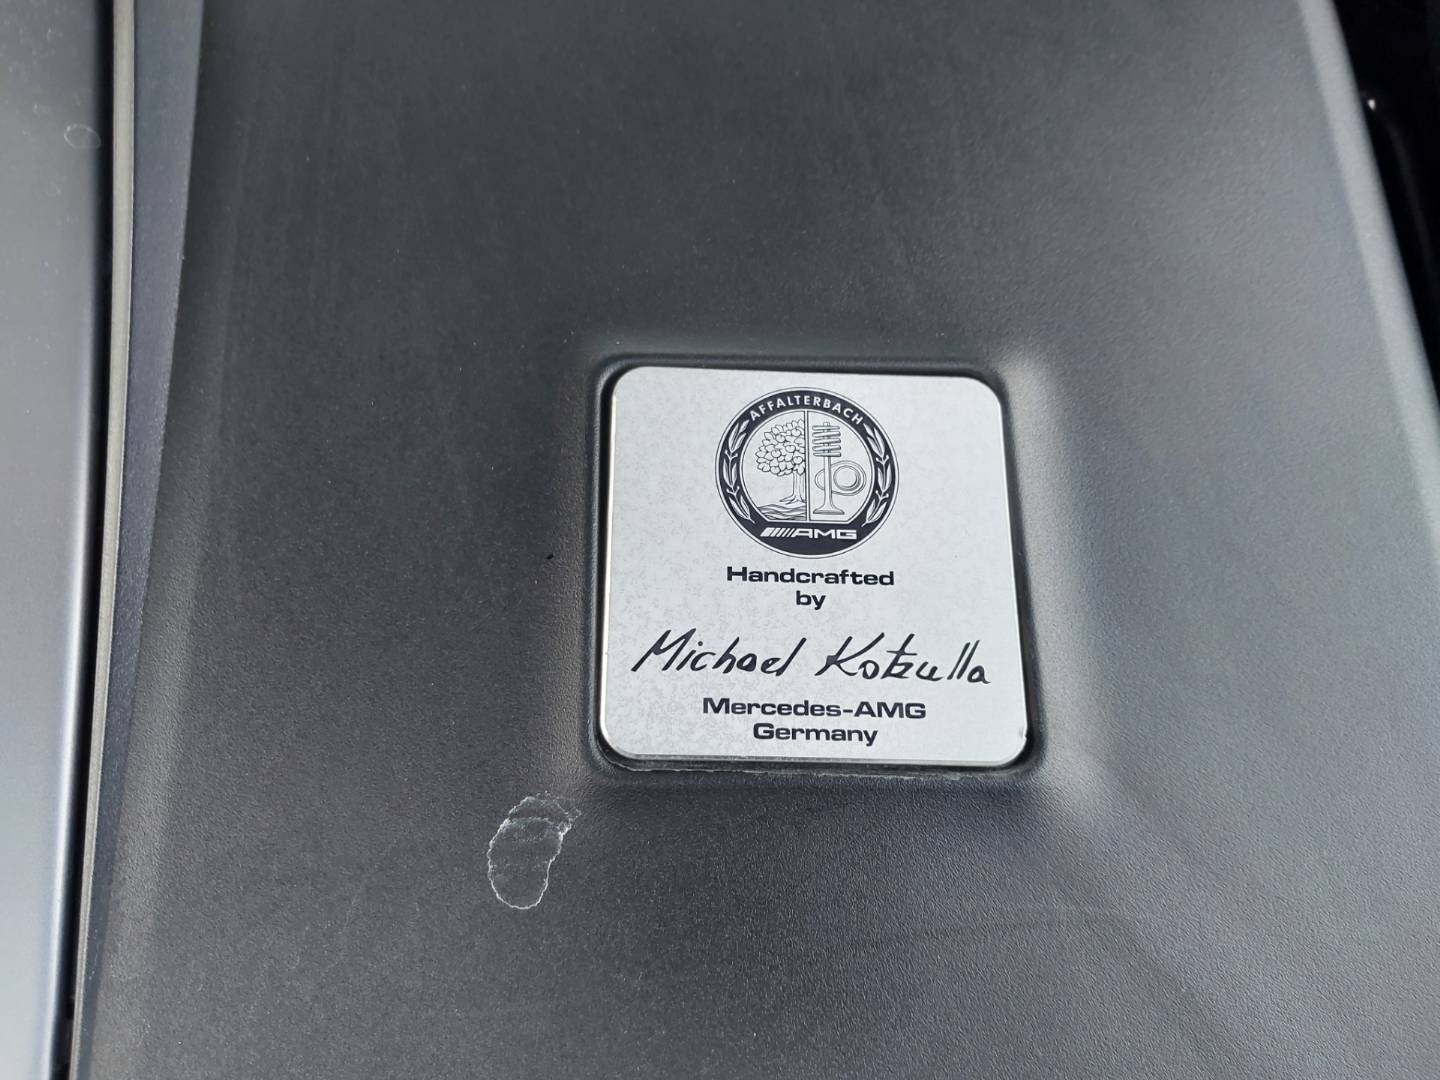 AFFALTERBACH
AMG
Handcrafted
by
Michael Kotzulla
Mercedes-AMG
Germany